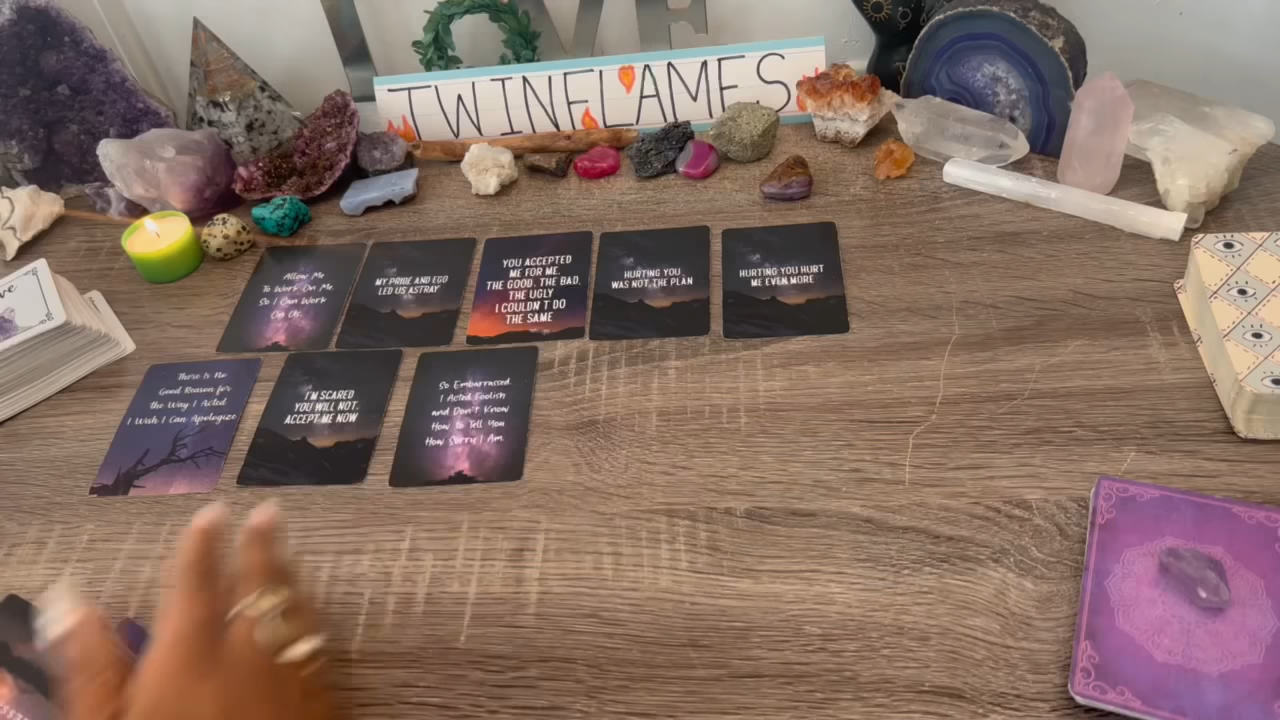 LOVE
TWINFLAMES
Allow Me
To Work On Me,
So I Can Work
On Us.
MY PRIDE AND EGO
LED US ASTRAY
YOU ACCEPTED
ME FOR ME.
THE GOOD, THE BAD,
THE UGLY
I COULDN'T DO
THE SAME
HURTING YOU
WAS NOT THE PLAN
HURTING YOU HURT
ME EVEN MORE
There Is No
Good Reason for
the Way I Acted
I Wish I Can Apologize
I'M SCARED
YOU WILL NOT
ACCEPT ME NOW
So Embarrassed.
I Acted Foolish
and Don't Know
How to Tell You
How Sorry I Am.